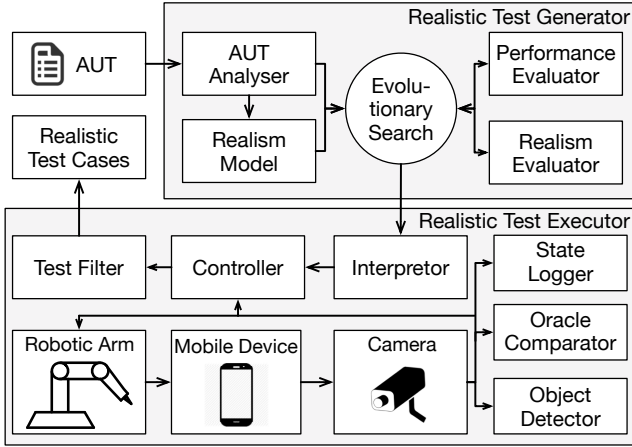 Realistic Test Generator
AUT
AUT
Analyser
Evolu-
tionary
Search
Performance
Evaluator
Realistic
Test Cases
Realism
Model
Realism
Evaluator
Realistic Test Executor
Test Filter
Controller
Interpretor
State
Logger
Robotic Arm
Mobile Device
Camera
Oracle
Comparator
Object
Detector